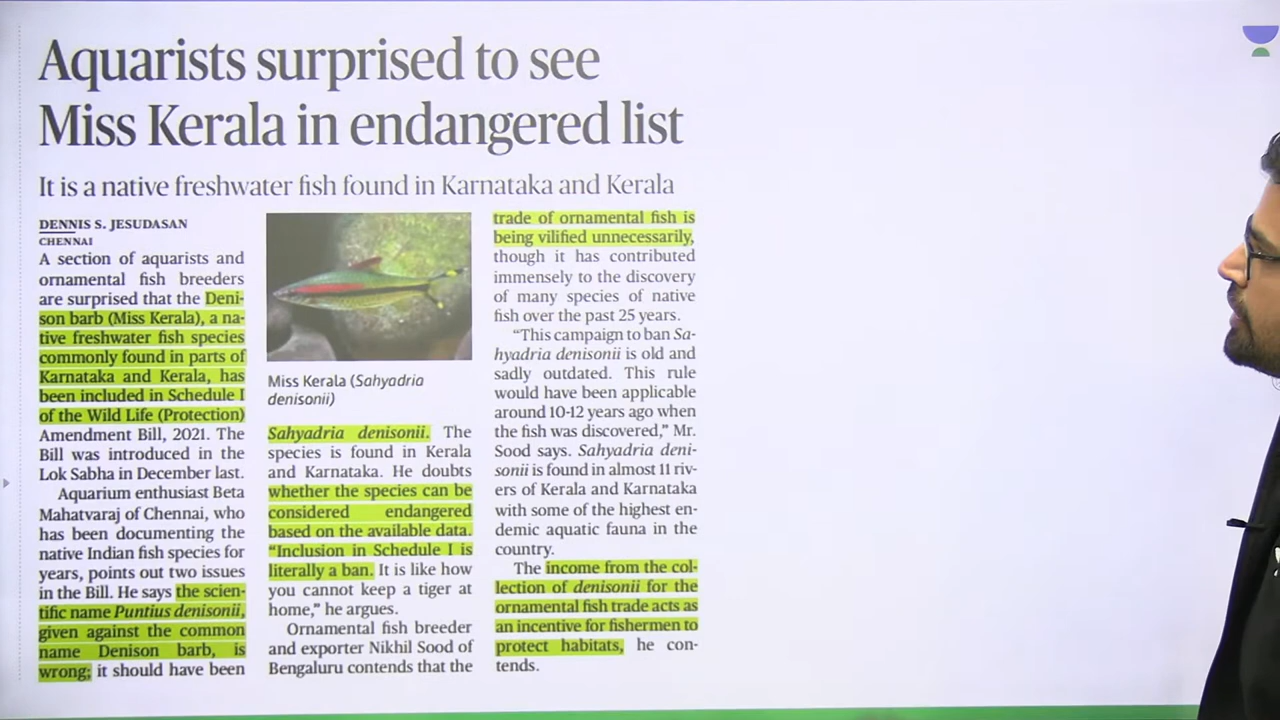 Aquarists surprised to see
Miss Kerala in endangered list
It is a native freshwater fish found in Karnataka and Kerala
DENNIS S. JESUDASAN
CHENNAI
A section of aquarists and
ornamental fish breeders
are surprised that the Deni-
son barb (Miss Kerala), a na-
tive freshwater fish species
commonly found in parts of
Karnataka and Kerala, has
been included in Schedule I
of the Wild Life (Protection)
Amendment Bill, 2021. The
Bill was introduced in the
Lok Sabha in December last.
Aquarium enthusiast Beta
Mahatvaraj of Chennai, who
has been documenting the
native Indian fish species for
years, points out two issues
in the Bill. He says the scien-
tific name Puntius denisonii,
given against the common
name Denison barb, is
wrong; it should have been
Miss Kerala (Sahyadria
denisonii)
Sahyadria denisonii. The
species is found in Kerala
and Karnataka. He doubts
whether the species can be
considered endangered
based on the available data.
“Inclusion in Schedule I is
literally a ban. It is like how
you cannot keep a tiger at
home,” he argues.
Ornamental fish breeder
and exporter Nikhil Sood of
Bengaluru contends that the
trade of ornamental fish is
being vilified unnecessarily,
though it has contributed
immensely to the discovery
of many species of native
fish over the past 25 years.
“This campaign to ban Sa-
hyadria denisonii is old and
sadly outdated. This rule
would have been applicable
around 10-12 years ago when
the fish was discovered,” Mr.
Sood says. Sahyadria deni-
sonii is found in almost 11 riv-
ers of Kerala and Karnataka
with some of the highest en-
demic aquatic fauna in the
country.
The income from the col-
lection of denisonii for the
ornamental fish trade acts as
an incentive for fishermen to
protect habitats, he con-
tends.